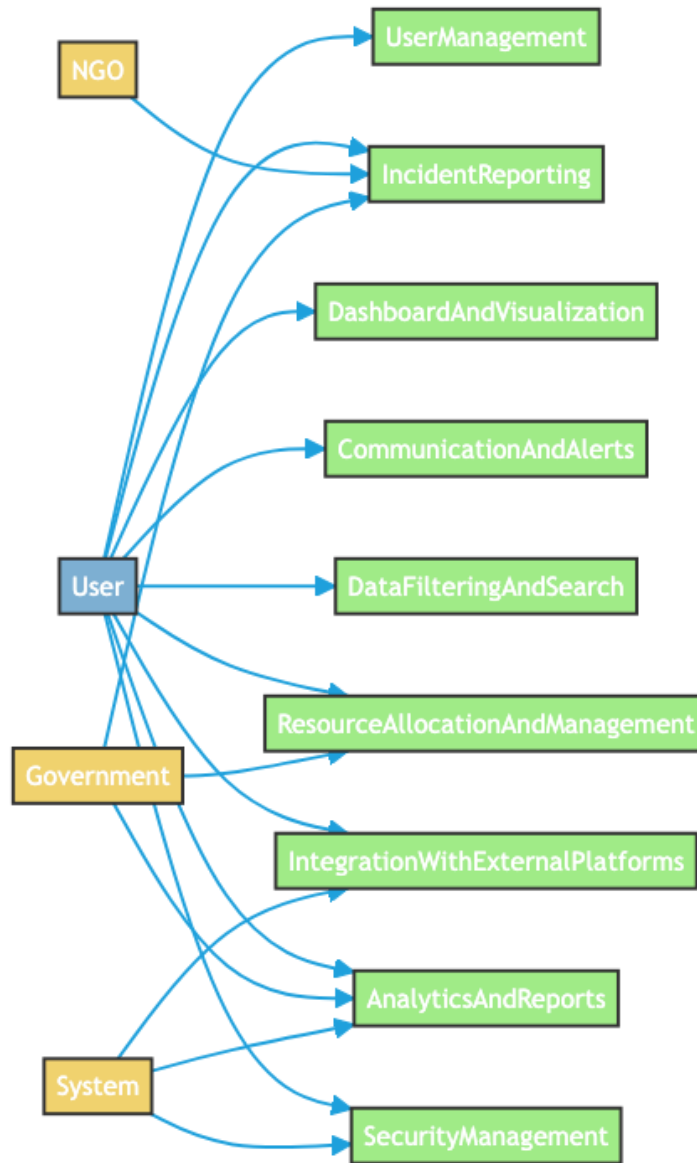 UserManagement
NGO
IncidentReporting
DashboardAndVisualization
CommunicationAndAlerts
User
DataFilteringAndSearch
ResourceAllocationAndManagement
Government
IntegrationWithExternalPlatforms
AnalyticsAndReports
System
SecurityManagement